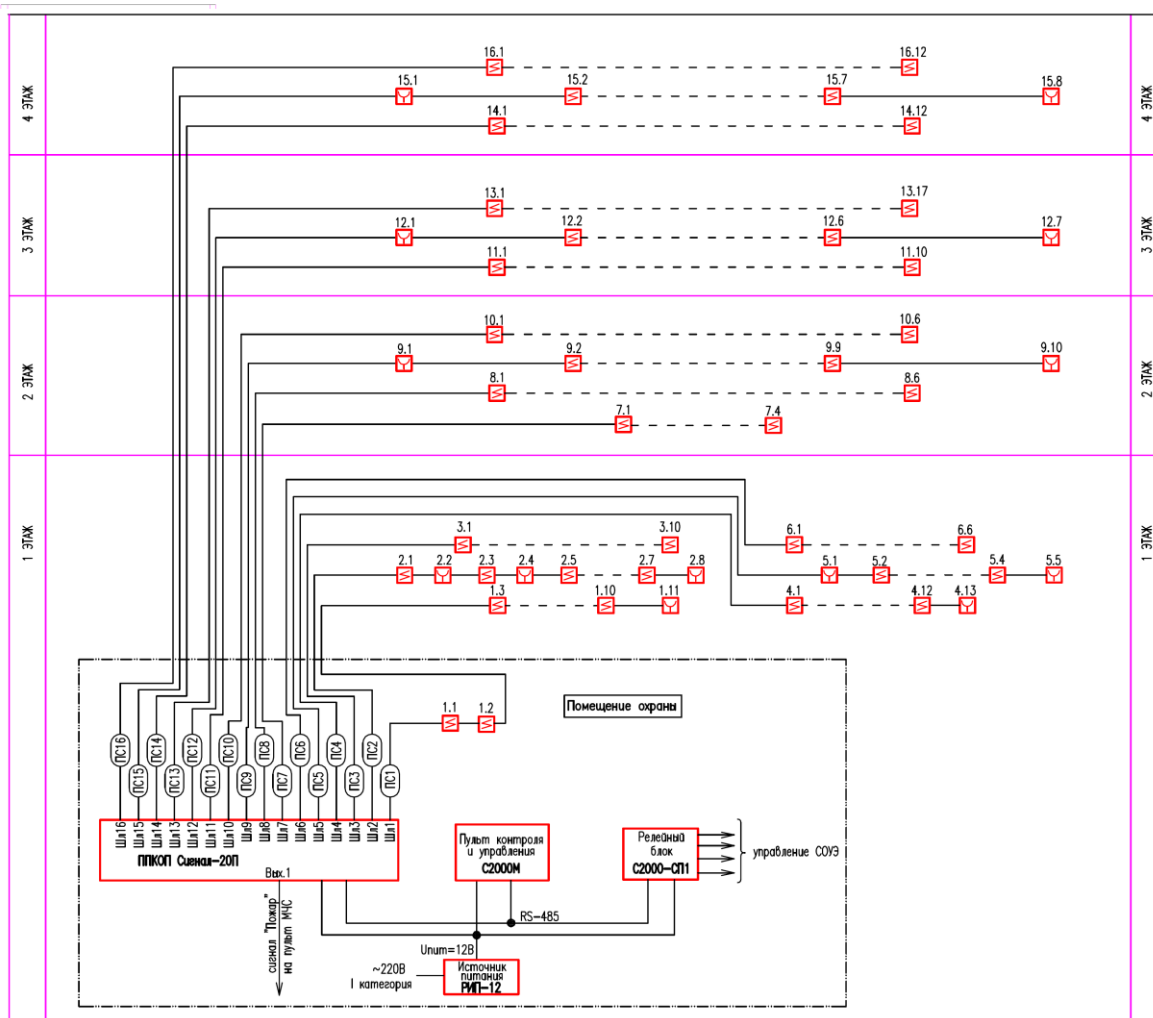 16.1 16.12
15.1 15.2 15.7 15.8
14.1 14.12
4 ЭТАЖ
4 ЭТАЖ
13.1 13.17
12.1 12.2 12.6 12.7
11.1 11.10
3 ЭТАЖ
3 ЭТАЖ
10.1 10.6
9.1 9.2 9.9 9.10
8.1 8.6
7.1 7.4
2 ЭТАЖ
2 ЭТАЖ
3.1 3.10 6.1 6.6
2.1 2.2 2.3 2.4 2.5 2.7 2.8 5.1 5.2 5.4 5.5
1.3 1.10 1.11 4.1 4.12 4.13
1 ЭТАЖ
1 ЭТАЖ
Помещение охраны
1.1 1.2
ПС16 ПС14 ПС12 ПС10 ПС8 ПС6 ПС4 ПС2
ПС15 ПС13 ПС11 ПС9 ПС7 ПС5 ПС3 ПС1
Шл16 Шл15 Шл14 Шл13 Шл12 Шл11 Шл10 Шл9 Шл8 Шл7 Шл6 Шл5 Шл4 Шл3 Шл2 Шл1
ППКОП Сигнал-20П
Вых.1
Пульт контроля
и управления
С2000М
Релейный
блок
С2000-СП1
управление СОУЭ
RS-485
сигнал "Пожар"
на пульт МЧС
Uпит=12В
~220В
I категория
Источник
питания
РИП-12